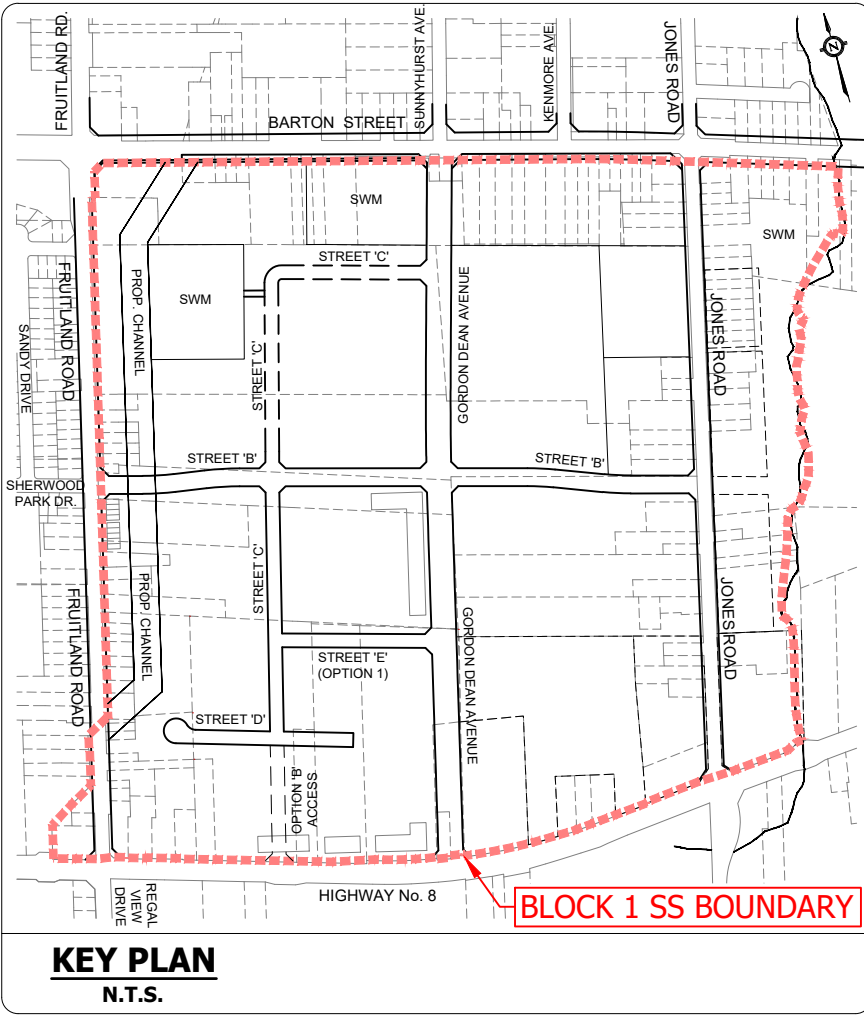 FRUITLAND RD.
SUNNYHURST AVE.
KENMORE AVE.
JONES ROAD
N
BARTON STREET
SWM
SWM
STREET 'C'
SWM
FRUITLAND ROAD
PROP. CHANNEL
GORDON DEAN AVENUE
JONES ROAD
SANDY DRIVE
STREET 'C'
STREET 'B'
STREET 'B'
SHERWOOD
PARK DR.
STREET 'C'
PROP. CHANNEL
FRUITLAND ROAD
JONES ROAD
GORDON DEAN AVENUE
STREET 'E'
(OPTION 1)
STREET 'D'
OPTION 'B'
ACCESS
REGAL
VIEW
DRIVE
HIGHWAY No. 8
BLOCK 1 SS BOUNDARY
KEY PLAN
N.T.S.